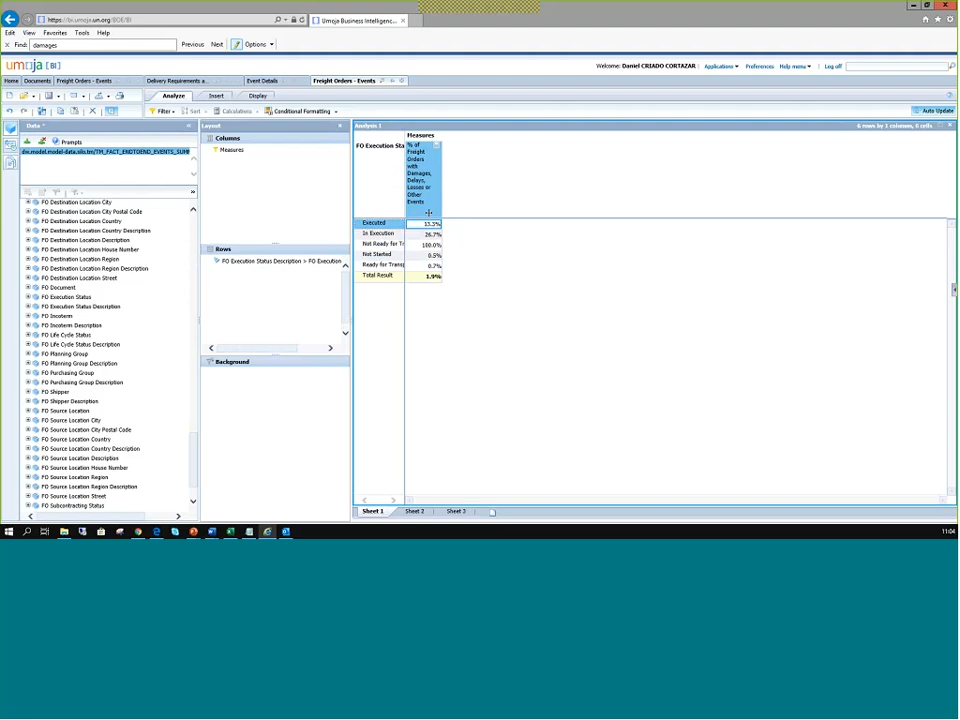 https://bi.umoja.un.org/BOE/BI
Umoja Business Intelligenc...
Edit View Favorites Tools Help
Find: damages Previous Next Options
umoja [BI]
Welcome: Daniel CRIADO CORTAZAR Applications Preferences Help menu Log off
Home Documents Freight Orders - Events Delivery Requirements a... Event Details Freight Orders - Events
Analyze Insert Display
Filter Sort Calculations Conditional Formatting Auto Update
Data
Prompts
dm.model.model-data.silo.tm/TM_FACT_ENDTOEND_EVENTS_SUMM
FO Destination Location City
FO Destination Location City Postal Code
FO Destination Location Country
FO Destination Location Country Description
FO Destination Location Description
FO Destination Location House Number
FO Destination Location Region
FO Destination Location Region Description
FO Destination Location Street
FO Document
FO Execution Status
FO Execution Status Description
FO Incoterm
FO Incoterm Description
FO Life Cycle Status
FO Life Cycle Status Description
FO Planning Group
FO Planning Group Description
FO Purchasing Group
FO Purchasing Group Description
FO Shipper
FO Shipper Description
FO Source Location
FO Source Location City
FO Source Location City Postal Code
FO Source Location Country
FO Source Location Country Description
FO Source Location Description
FO Source Location House Number
FO Source Location Region
FO Source Location Region Description
FO Source Location Street
FO Subcontracting Status
Layout
Columns
Measures
Rows
FO Execution Status Description > FO Execution
Background
Analysis 1 6 rows by 1 columns, 6 cells
Measures
FO Execution Sta
% of
Freight
Orders
with
Damages,
Delays,
Losses or
Other
Events
Executed 13.3%
In Execution 26.7%
Not Ready for Tr 100.0%
Not Started 0.5%
Ready for Transp 0.7%
Total Result 1.9%
Sheet 1 Sheet 2 Sheet 3
11:04